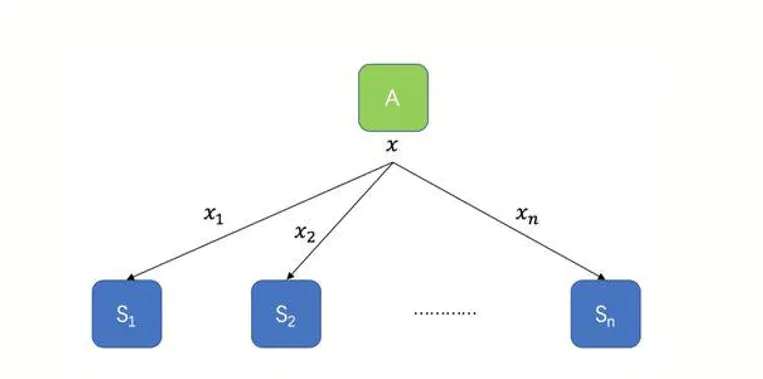 A
x
x₁
x₂
xₙ
S₁
S₂
............
Sₙ